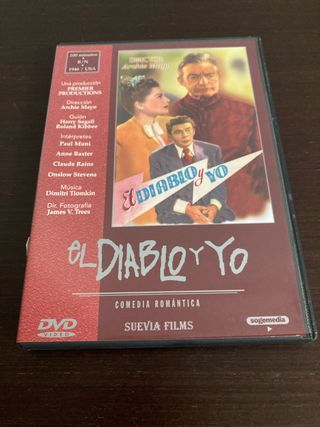 100 minutos
B/N
1946 / USA
Una producción
PREMIER
PRODUCTIONS
Dirección
Archie Mayo
Guión
Harry Segall
Roland Kibbee
Intérpretes
Paul Muni
Anne Baxter
Claude Rains
Onslow Stevens
Música
Dimitri Tiomkin
Dir. Fotografía
James V. Trees
Archie Mayo
El DIABLO y YO
eL DIABLO Y YO
COMEDIA ROMÁNTICA
SUEVIA FILMS
DVD
VIDEO
sogemedia